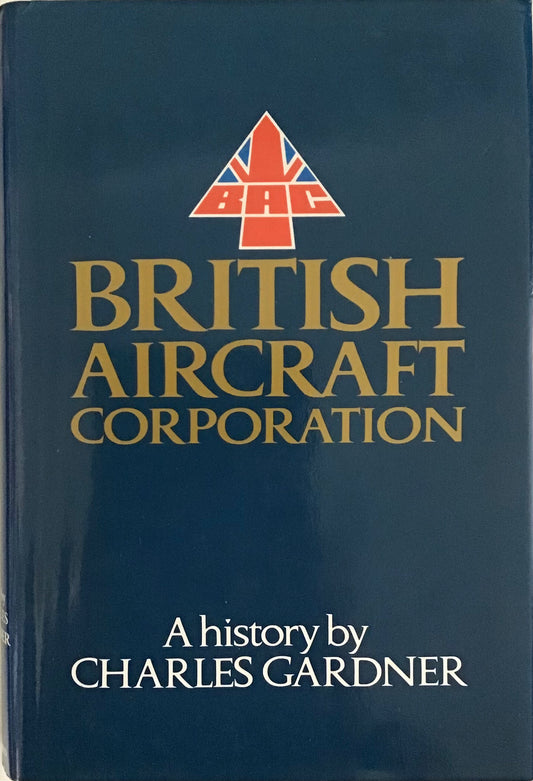 BAC
BRITISH
AIRCRAFT
CORPORATION
A history by
CHARLES GARDNER